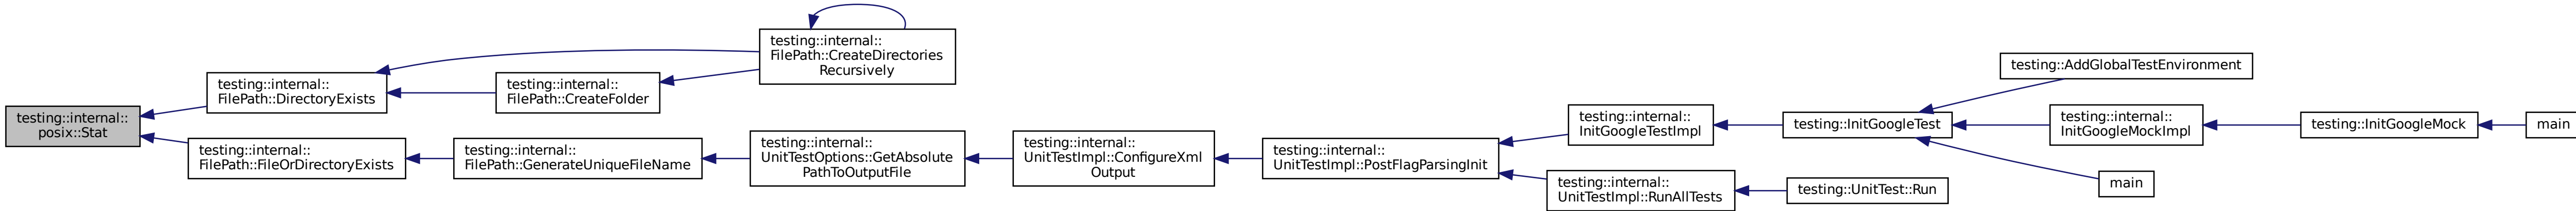 testing::internal::
posix::Stat
testing::internal::
FilePath::DirectoryExists
testing::internal::
FilePath::CreateFolder
testing::internal::
FilePath::CreateDirectories
Recursively
testing::internal::
FilePath::FileOrDirectoryExists
testing::internal::
FilePath::GenerateUniqueFileName
testing::internal::
UnitTestOptions::GetAbsolute
PathToOutputFile
testing::internal::
UnitTestImpl::ConfigureXml
Output
testing::internal::
UnitTestImpl::PostFlagParsingInit
testing::internal::
InitGoogleTestImpl
testing::InitGoogleTest
testing::AddGlobalTestEnvironment
testing::internal::
InitGoogleMockImpl
testing::InitGoogleMock
main
main
testing::internal::
UnitTestImpl::RunAllTests
testing::UnitTest::Run